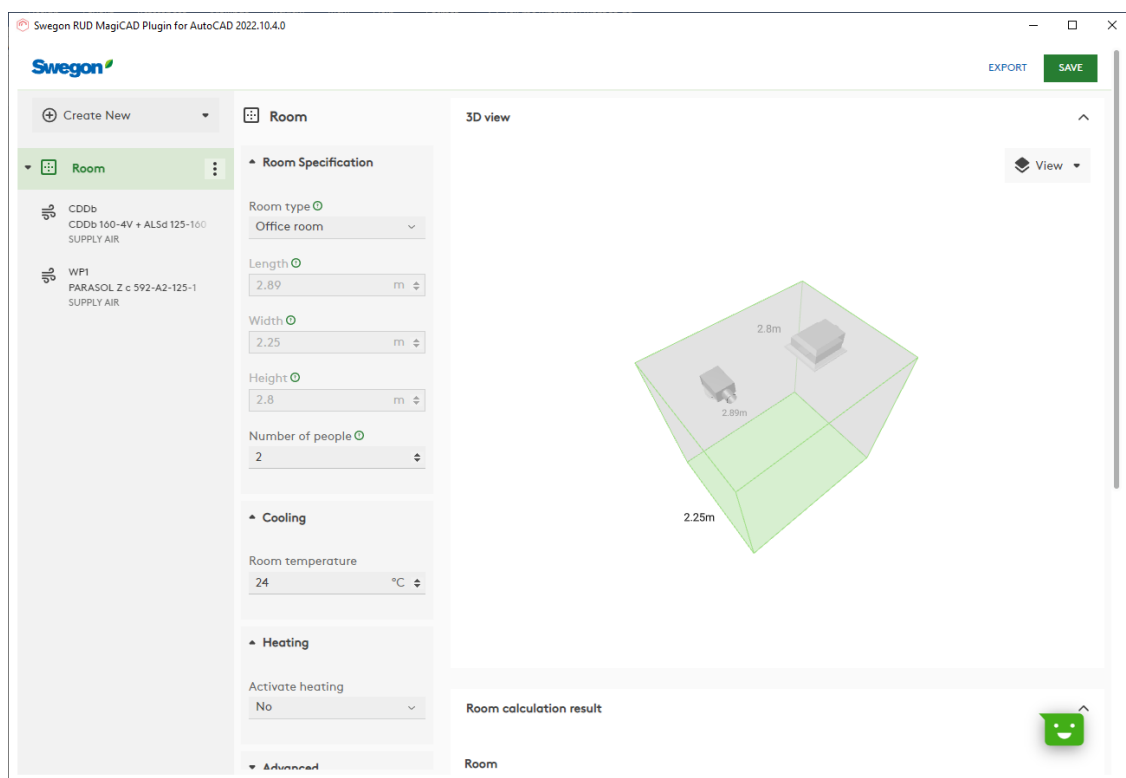 Swegon RUD MagiCAD Plugin for AutoCAD 2022.10.4.0
Swegon
EXPORT
SAVE
Create New
Room
CDDb
CDDb 160-4V + ALSd 125-160
SUPPLY AIR
WP1
PARASOL Z c 592-A2-125-1
SUPPLY AIR
Room
Room Specification
Room type
Office room
Length
2.89 m
Width
2.25 m
Height
2.8 m
Number of people
2
Cooling
Room temperature
24 °C
Heating
Activate heating
No
Advanced
3D view
View
2.8m
2.89m
2.25m
Room calculation result
Room